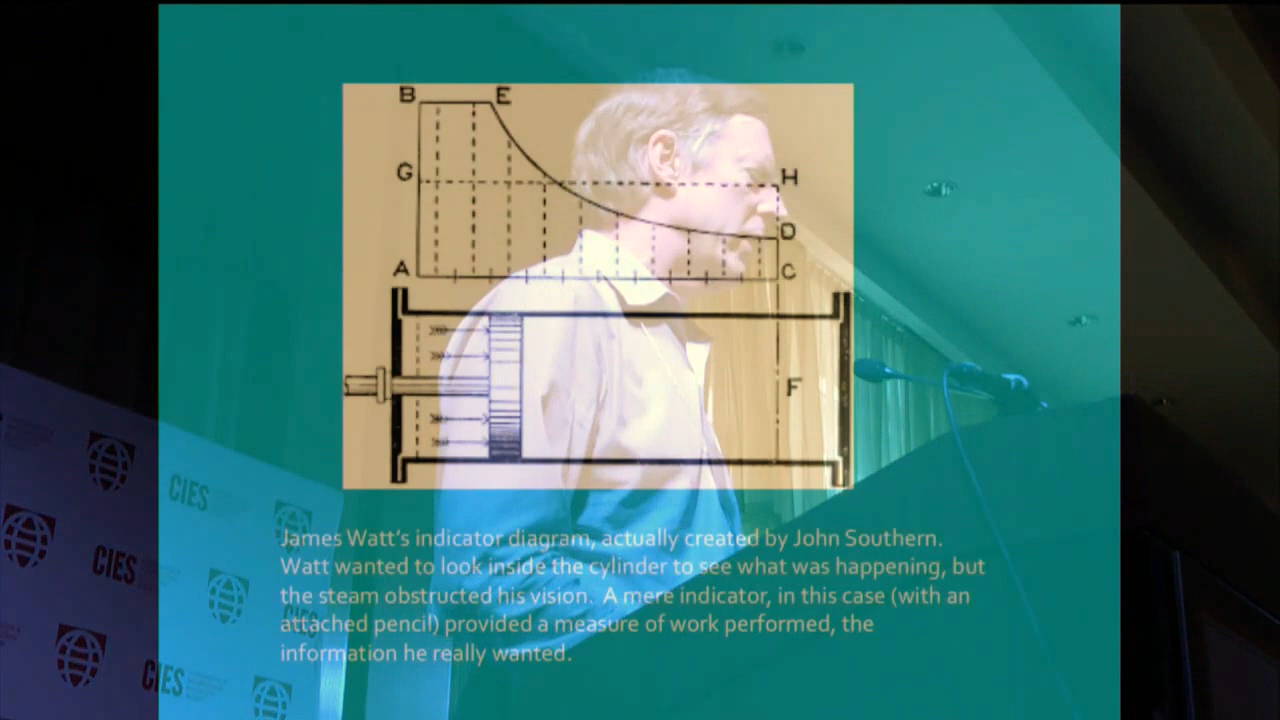 B E
G H
D
A C
F
CIES
CIES
CIES
CIES
James Watt's indicator diagram, actually created by John Southern.
Watt wanted to look inside the cylinder to see what was happening, but
the steam obstructed his vision. A mere indicator, in this case (with an
attached pencil) provided a measure of work performed, the
information he really wanted.